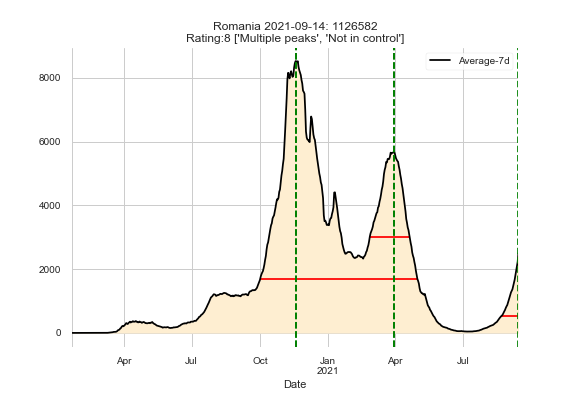 Romania 2021-09-14: 1126582
Rating:8 ['Multiple peaks', 'Not in control']
Average-7d
8000
6000
4000
2000
0
Apr
Jul
Oct
Jan
2021
Apr
Jul
Date